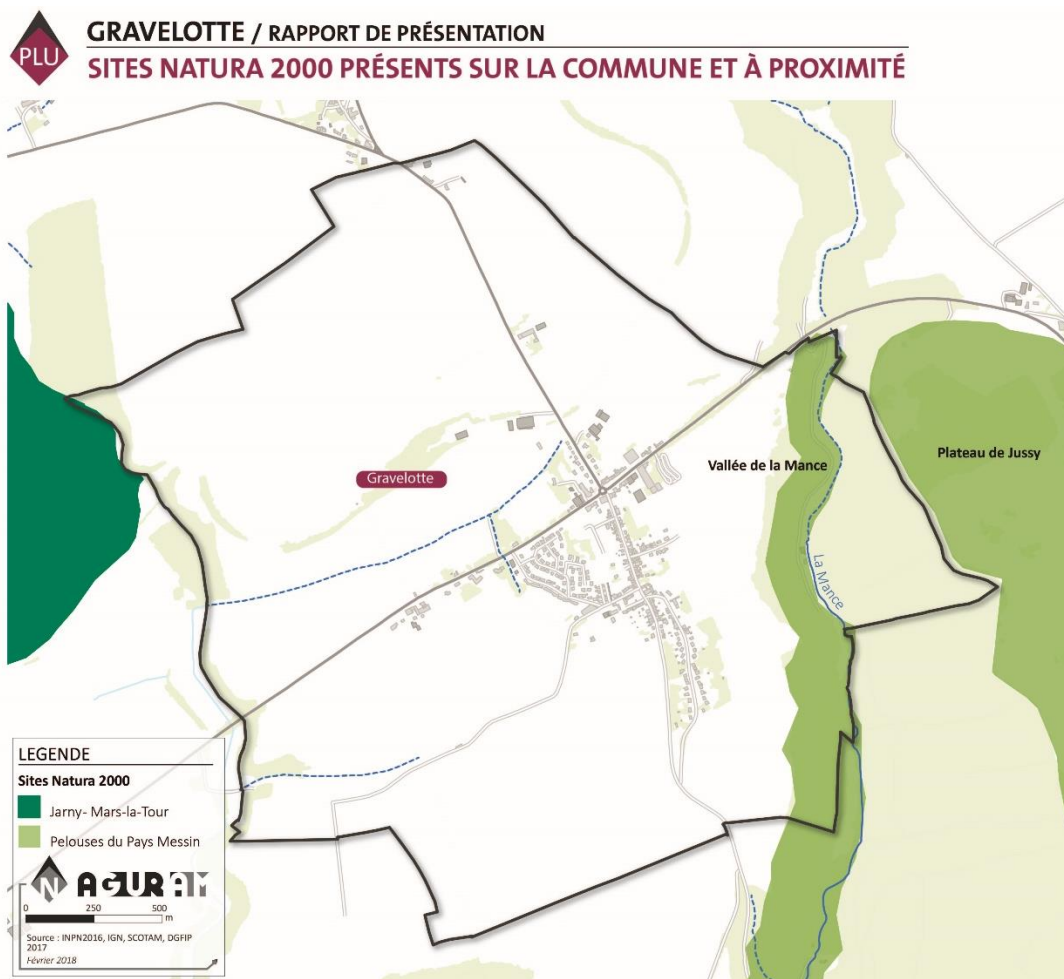 PLU
GRAVELOTTE / RAPPORT DE PRÉSENTATION
SITES NATURA 2000 PRÉSENTS SUR LA COMMUNE ET À PROXIMITÉ
Gravelotte
Vallée de la Mance
Plateau de Jussy
La Mance
LEGENDE
Sites Natura 2000
Jarny- Mars-la-Tour
Pelouses du Pays Messin
N AGURAM
0 250 500
m
Source : INPN2016, IGN, SCOTAM, DGFIP
2017
Février 2018